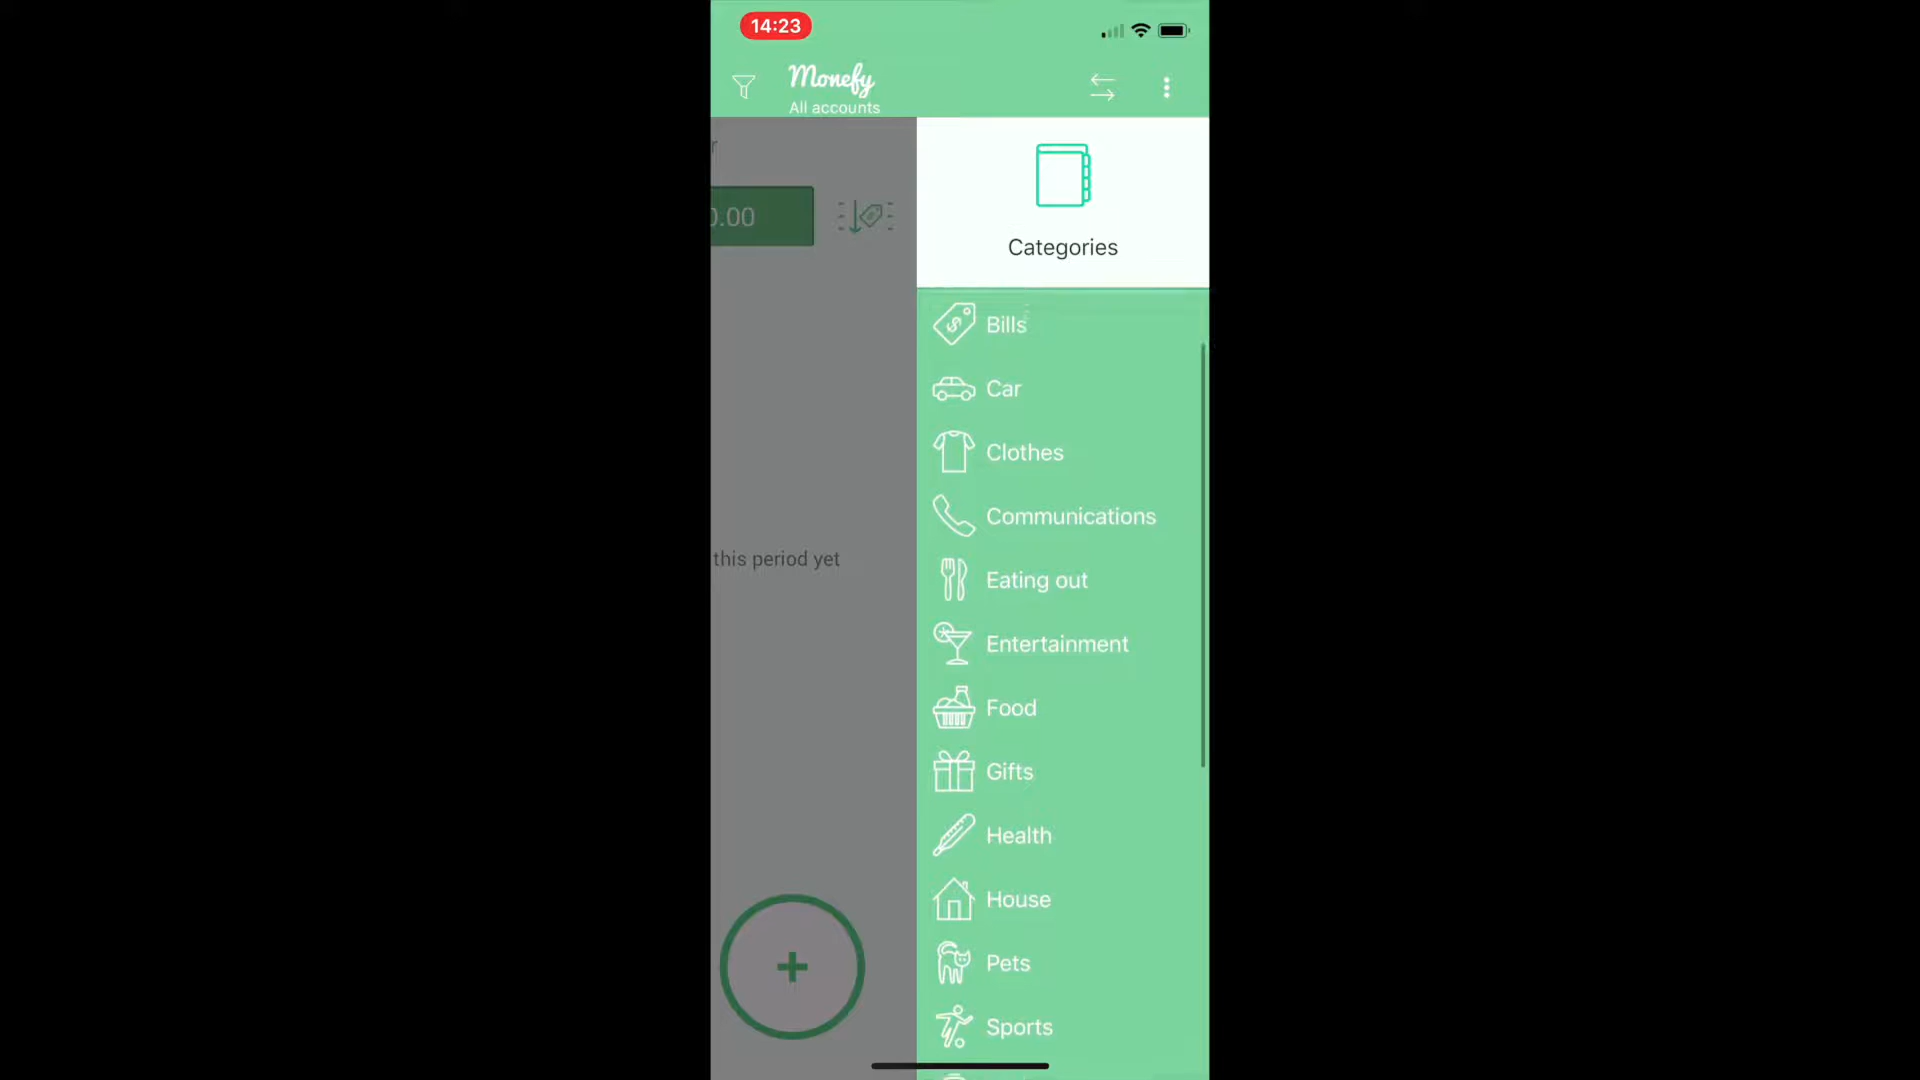 14:23
Monefy
All accounts
0.00
this period yet
Categories
Bills
Car
Clothes
Communications
Eating out
Entertainment
Food
Gifts
Health
House
Pets
Sports